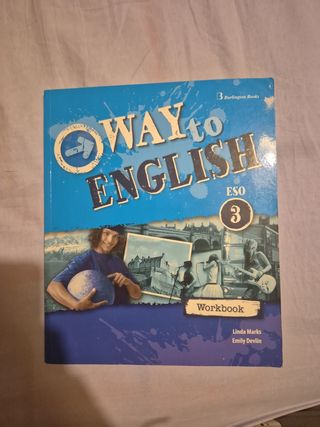 Burlington Books
WAY to
ENGLISH
ESO
3
Workbook
Linda Marks
Emily Devlin